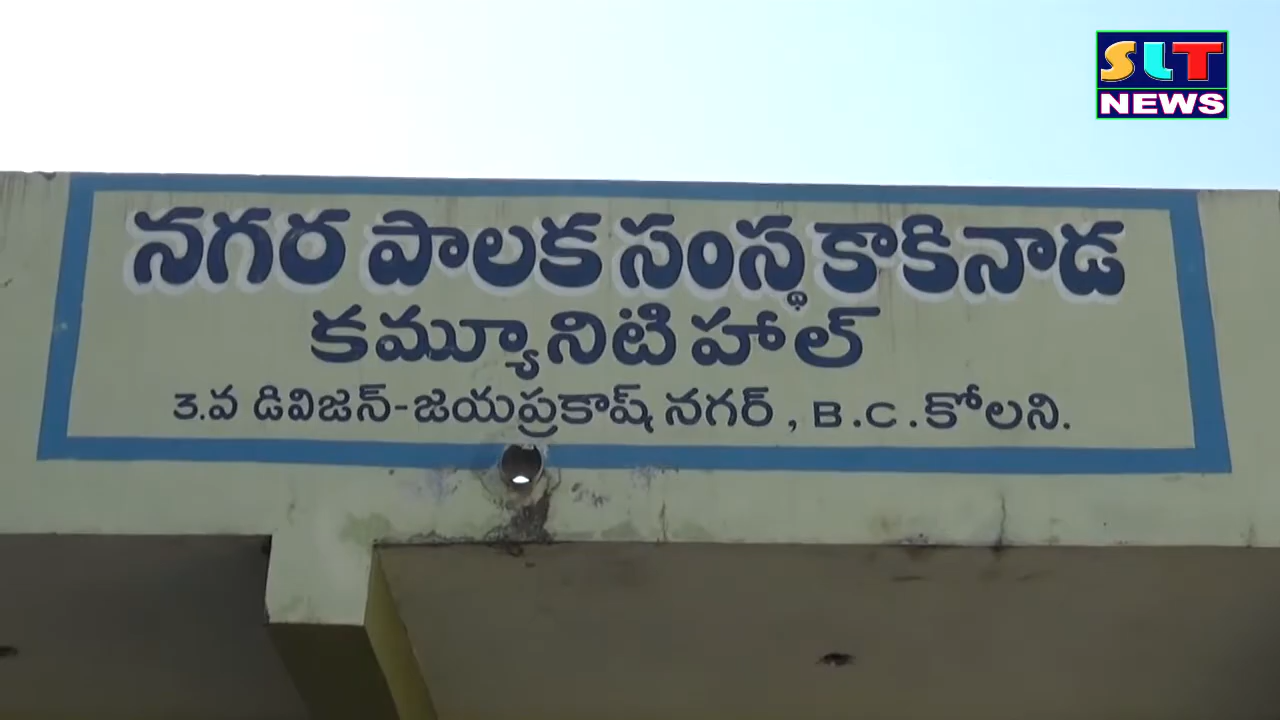 SLT
NEWS
నగర పాలక సంస్థ కాకినాడ
కమ్యూనిటి హాల్
3.వ డివిజన్-జయప్రకాష్ నగర్, B.C.కోలని.